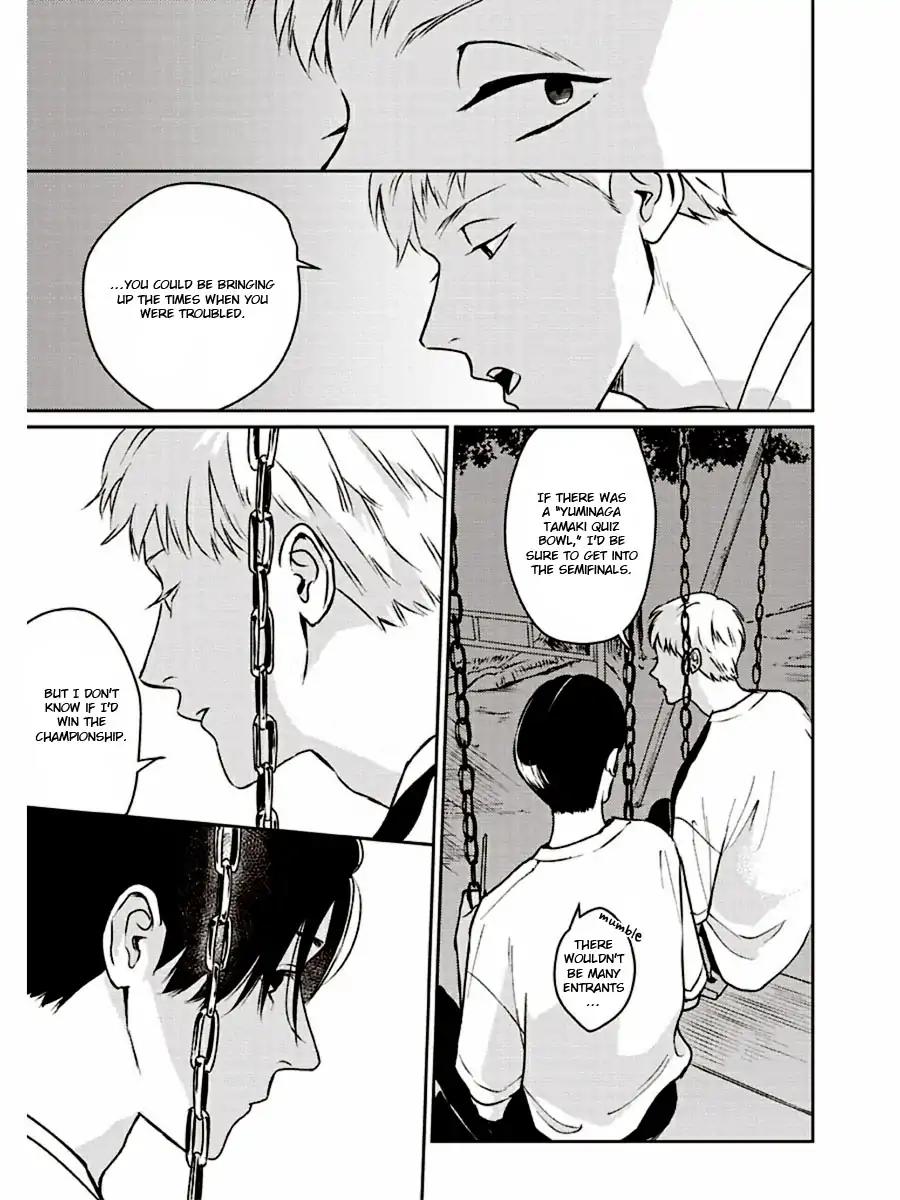 ...YOU COULD BE BRINGING
UP THE TIMES WHEN YOU
WERE TROUBLED.
IF THERE WAS
A "YUMINAGA
TAMAKI QUIZ
BOWL," I'D BE
SURE TO GET INTO
THE SEMIFINALS.
mumble
THERE
WOULDN'T
BE MANY
ENTRANTS
...
BUT I DON'T
KNOW IF I'D
WIN THE
CHAMPIONSHIP.